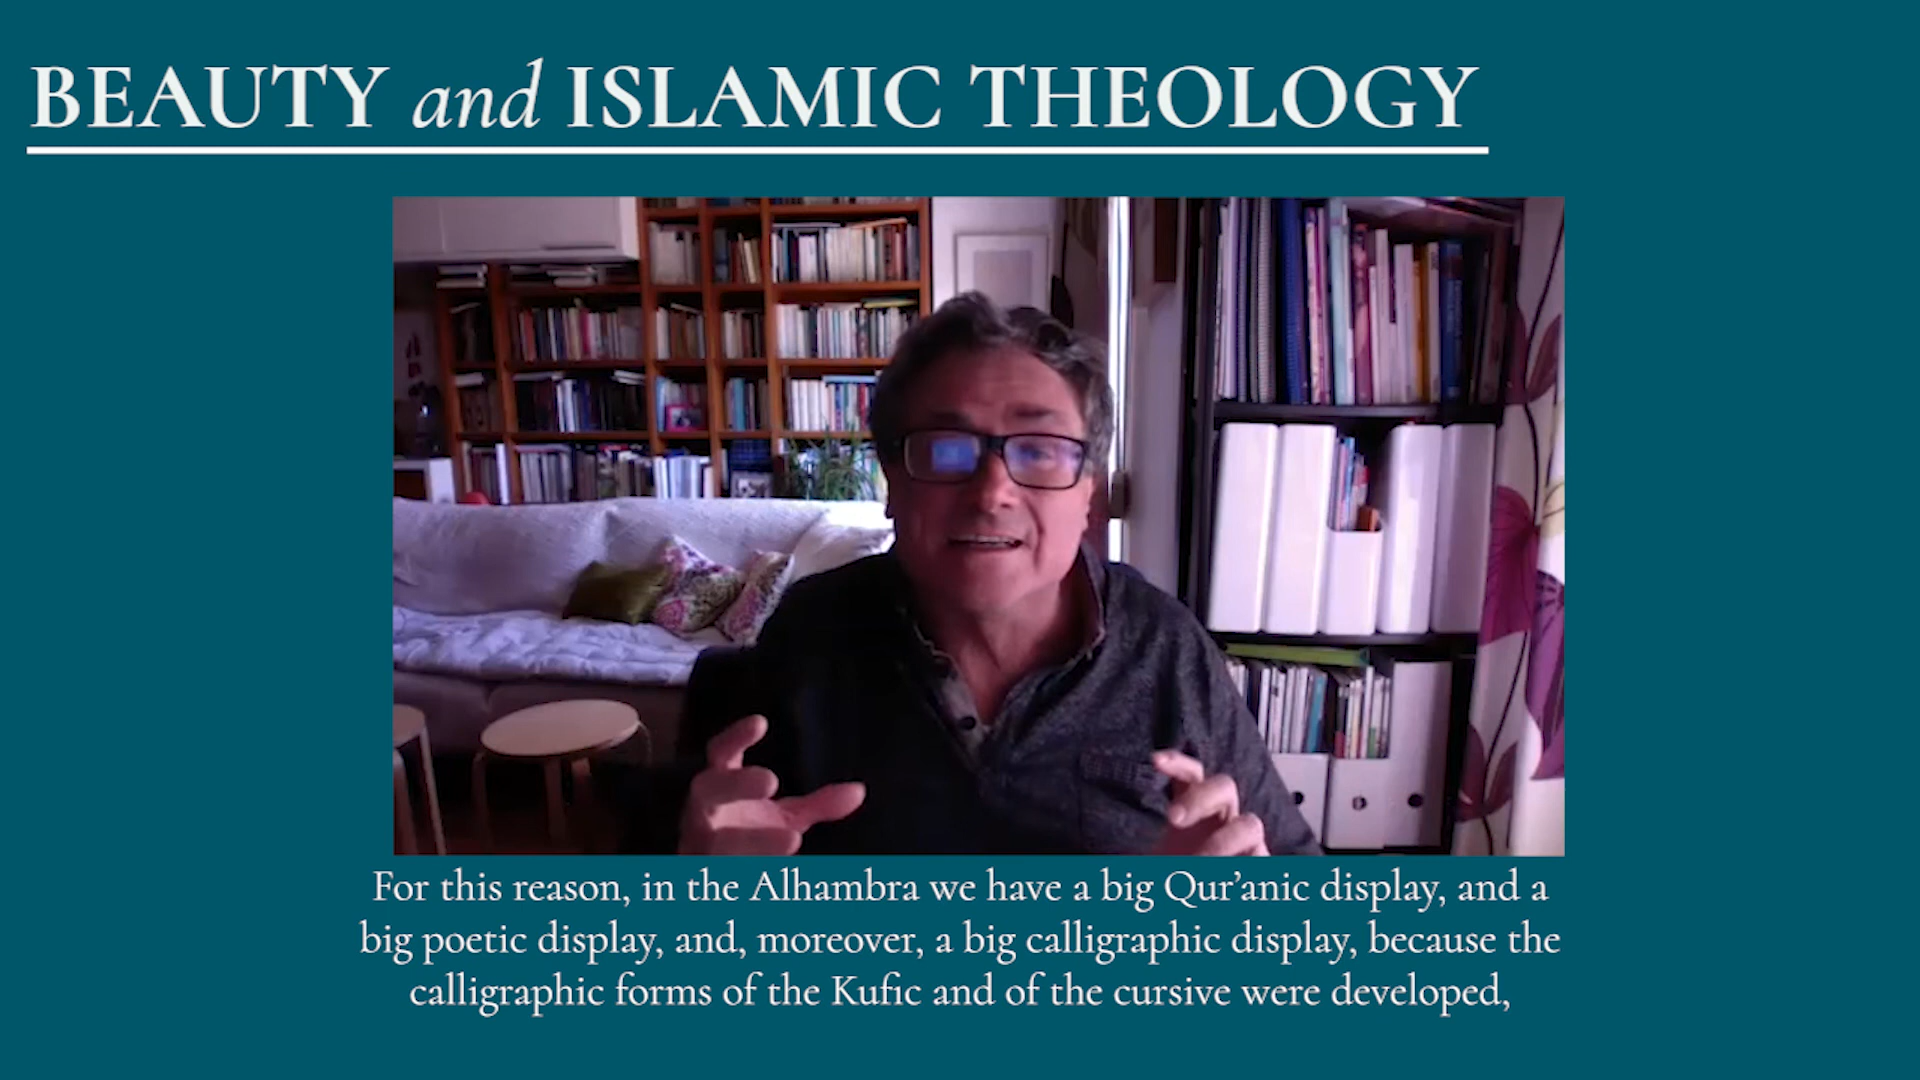 BEAUTY and ISLAMIC THEOLOGY
For this reason, in the Alhambra we have a big Qur’anic display, and a
big poetic display, and, moreover, a big calligraphic display, because the
calligraphic forms of the Kufic and of the cursive were developed,